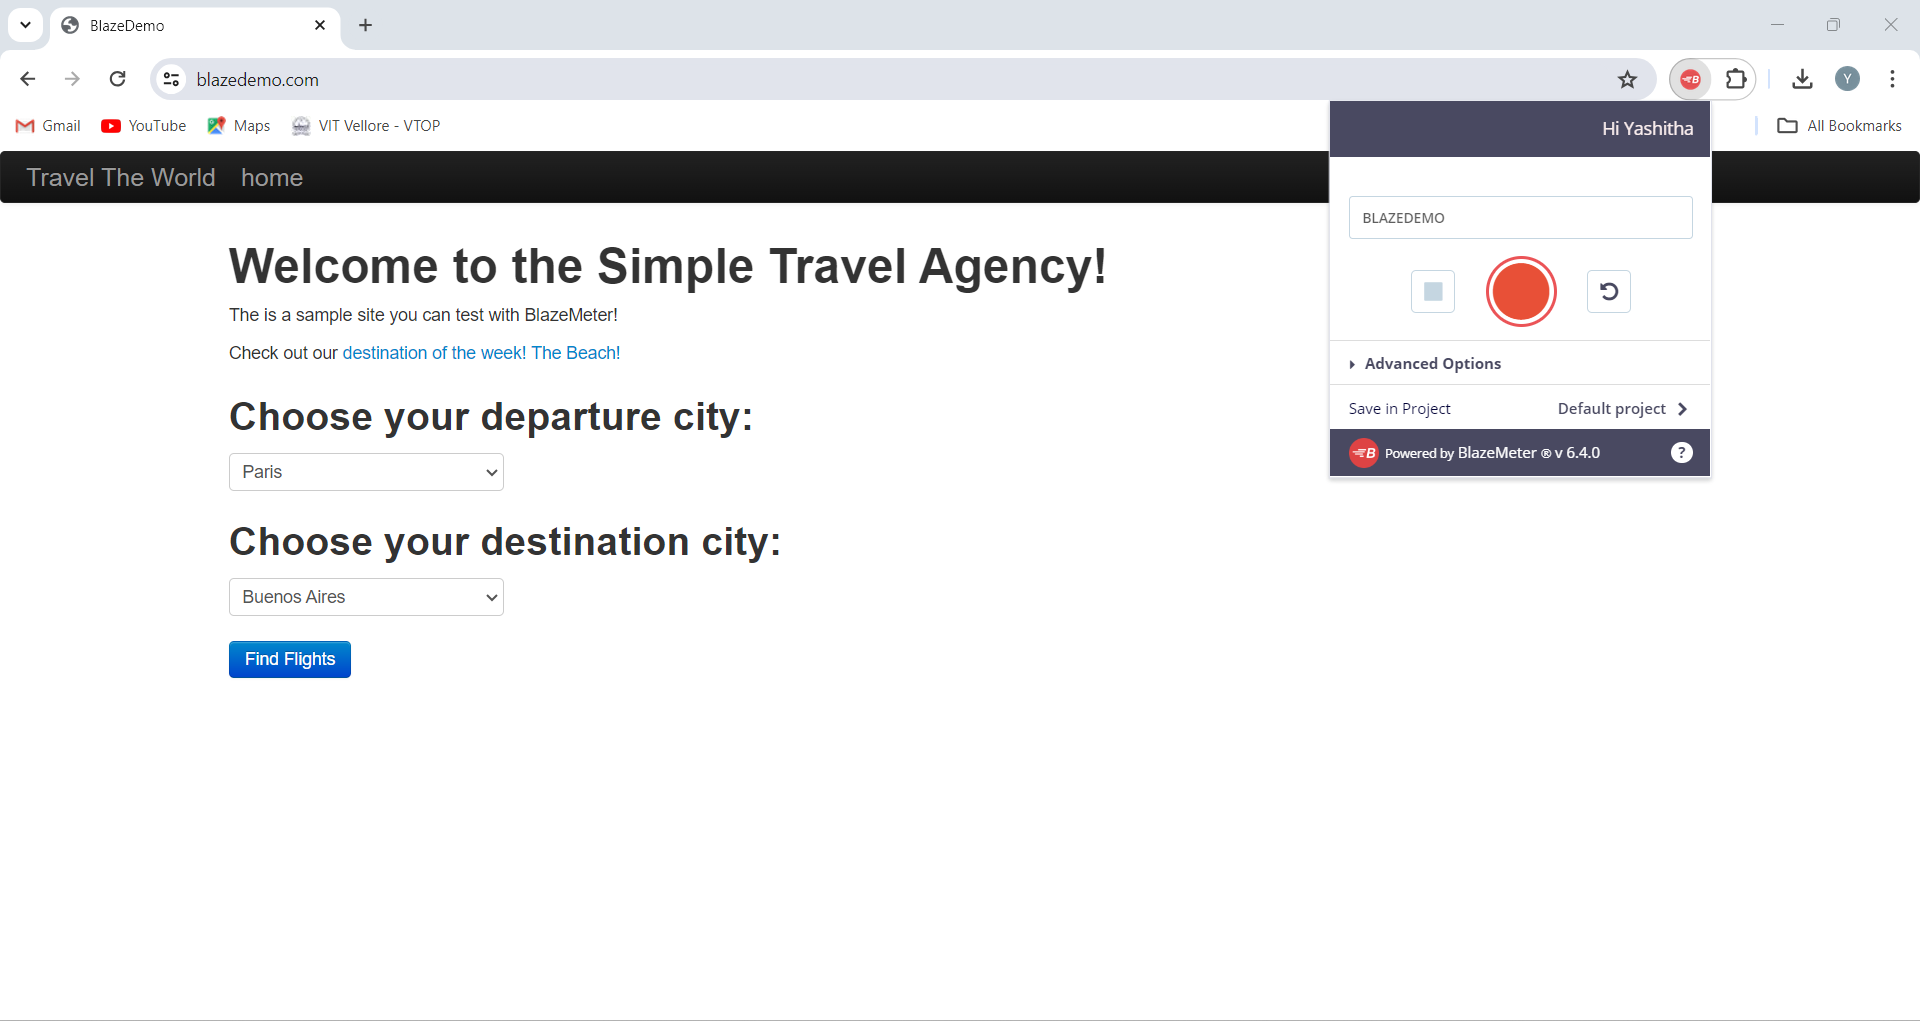 BlazeDemo
blazedemo.com
Gmail YouTube Maps VIT Vellore - VTOP All Bookmarks
Travel The World home
Hi Yashitha
BLAZEDEMO
Advanced Options
Save in Project Default project
B Powered by BlazeMeter ® v 6.4.0 ?
Welcome to the Simple Travel Agency!
The is a sample site you can test with BlazeMeter!
Check out our destination of the week! The Beach!
Choose your departure city:
Paris
Choose your destination city:
Buenos Aires
Find Flights
B
Y